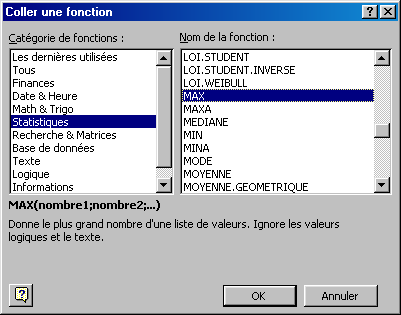 Coller une fonction
Catégorie de fonctions :
Les dernières utilisées
Tous
Finances
Date & Heure
Math & Trigo
Statistiques
Recherche & Matrices
Base de données
Texte
Logique
Informations
Nom de la fonction :
LOI.STUDENT
LOI.STUDENT.INVERSE
LOI.WEIBULL
MAX
MAXA
MEDIANE
MIN
MINA
MODE
MOYENNE
MOYENNE.GEOMETRIQUE
MAX(nombre1;nombre2;...)
Donne le plus grand nombre d'une liste de valeurs. Ignore les valeurs
logiques et le texte.
OK
Annuler